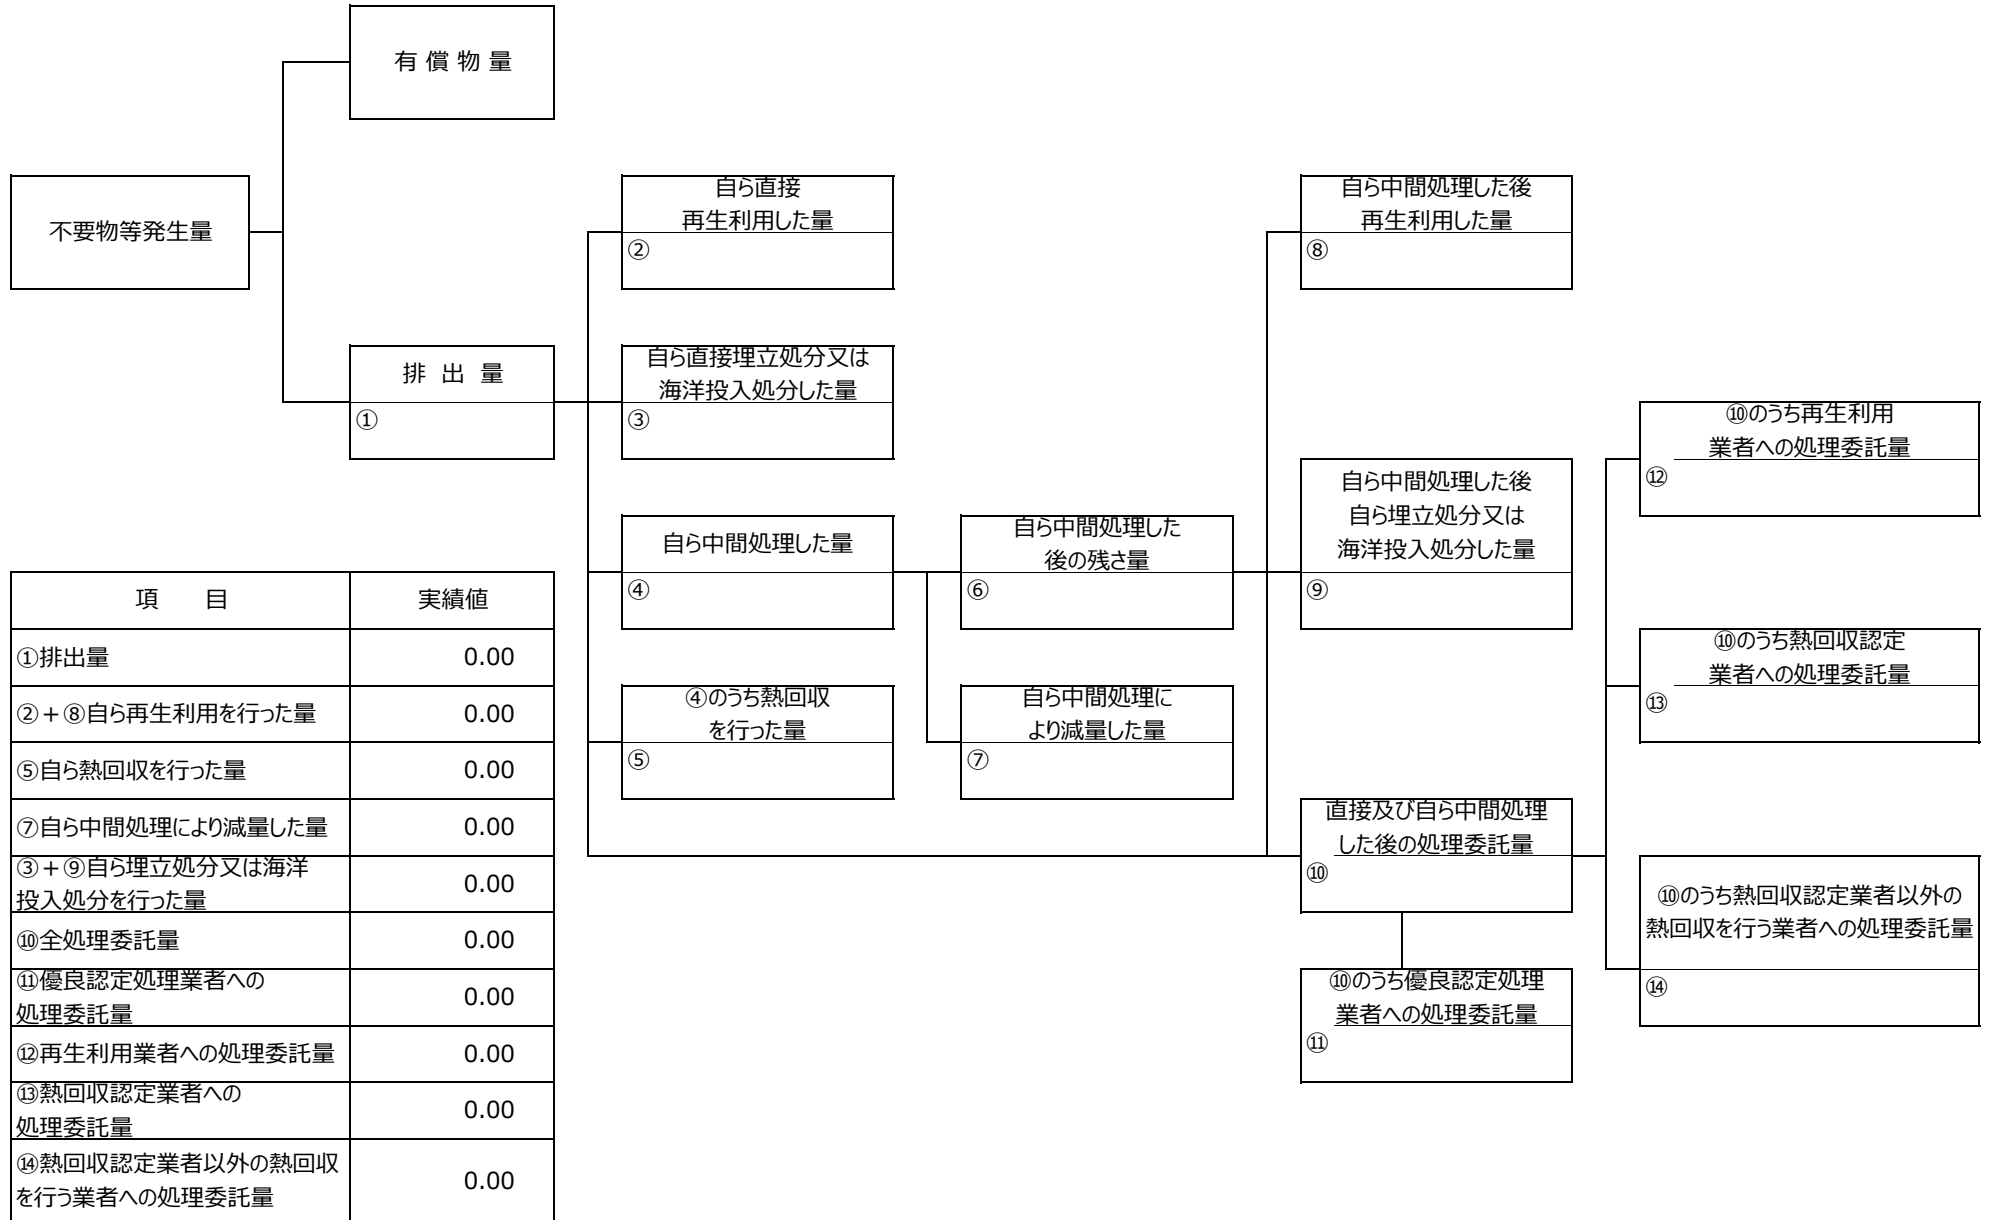 有 償 物 量
不要物等発生量
自ら直接
再生利用した量
②
自ら中間処理した後
再生利用した量
⑧
排 出 量
①
自ら直接埋立処分又は
海洋投入処分した量
③
⑩のうち再生利用
業者への処理委託量
⑫
自ら中間処理した量
④
自ら中間処理した
後の残さ量
⑥
自ら中間処理した後
自ら埋立処分又は
海洋投入処分した量
⑨
⑩のうち熱回収認定
業者への処理委託量
⑬
④のうち熱回収
を行った量
⑤
自ら中間処理に
より減量した量
⑦
直接及び自ら中間処理
した後の処理委託量
⑩
⑩のうち熱回収認定業者以外の
熱回収を行う業者への処理委託量
⑭
⑩のうち優良認定処理
業者への処理委託量
⑪
項 目 実績値
①排出量 0.00
②+⑧自ら再生利用を行った量 0.00
⑤自ら熱回収を行った量 0.00
⑦自ら中間処理により減量した量 0.00
③+⑨自ら埋立処分又は海洋
投入処分を行った量 0.00
⑩全処理委託量 0.00
⑪優良認定処理業者への
処理委託量 0.00
⑫再生利用業者への処理委託量 0.00
⑬熱回収認定業者への
処理委託量 0.00
⑭熱回収認定業者以外の熱回収
を行う業者への処理委託量 0.00